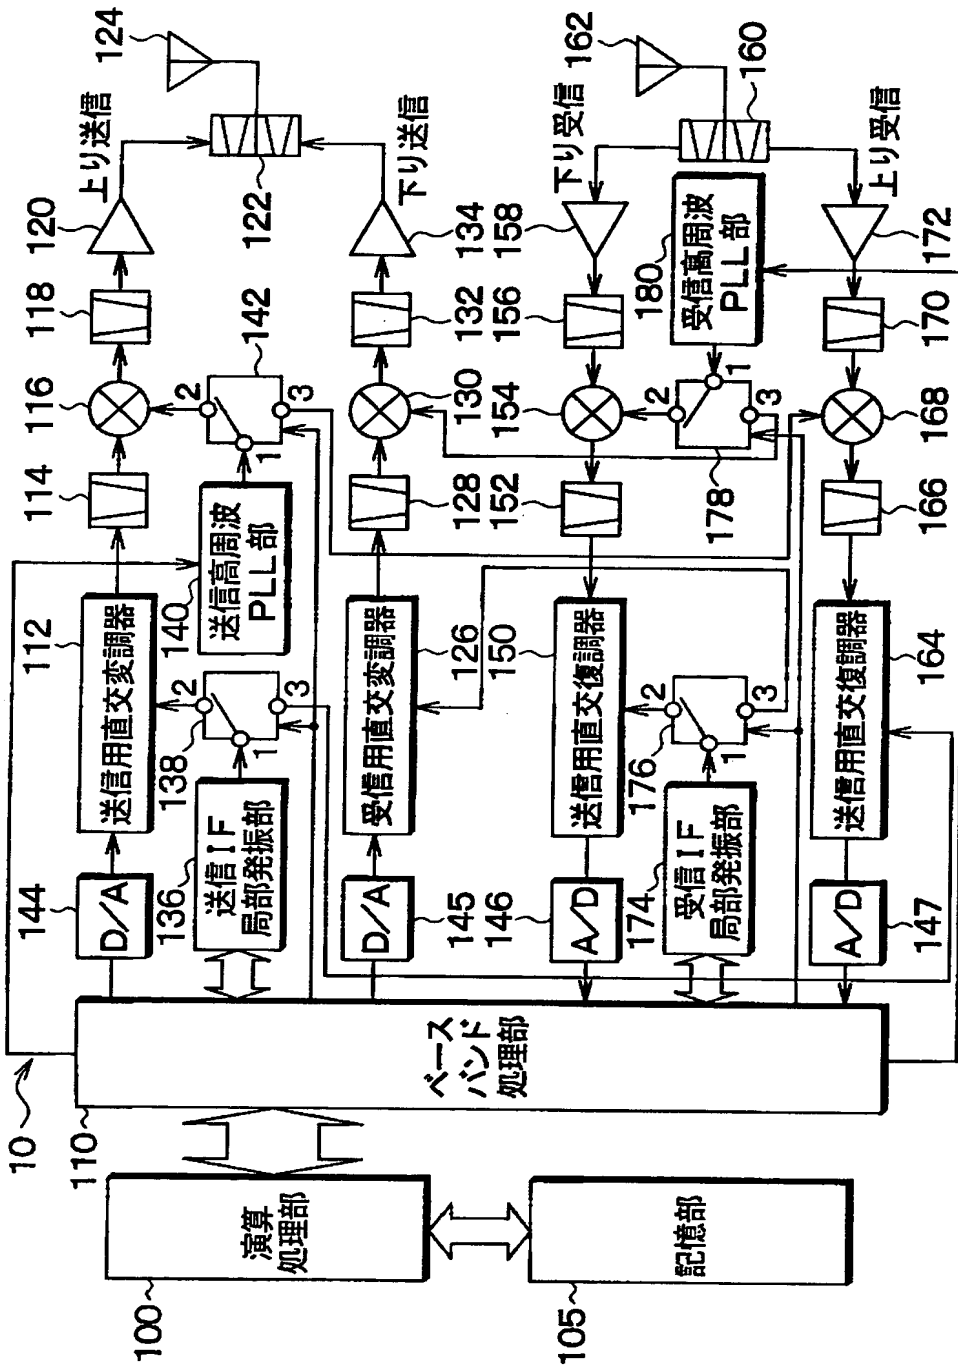 10
100
演算
処理部
105
記憶部
110
ベース
バンド
処理部
144
D/A
112
送信用直交変調器
114
116
118
120
上り送信
124
122
136
送信IF
局部発振部
138
1
2
3
140
送信高周波
PLL部
142
1
2
3
145
D/A
126
受信用直交変調器
128
130
132
134
下り送信
146
A/D
150
送信用直交復調器
152
154
156
158
下り受信
162
160
174
受信IF
局部発振部
176
1
2
3
178
1
2
3
180
受信高周波
PLL部
147
A/D
164
送信用直交復調器
166
168
170
172
上り受信